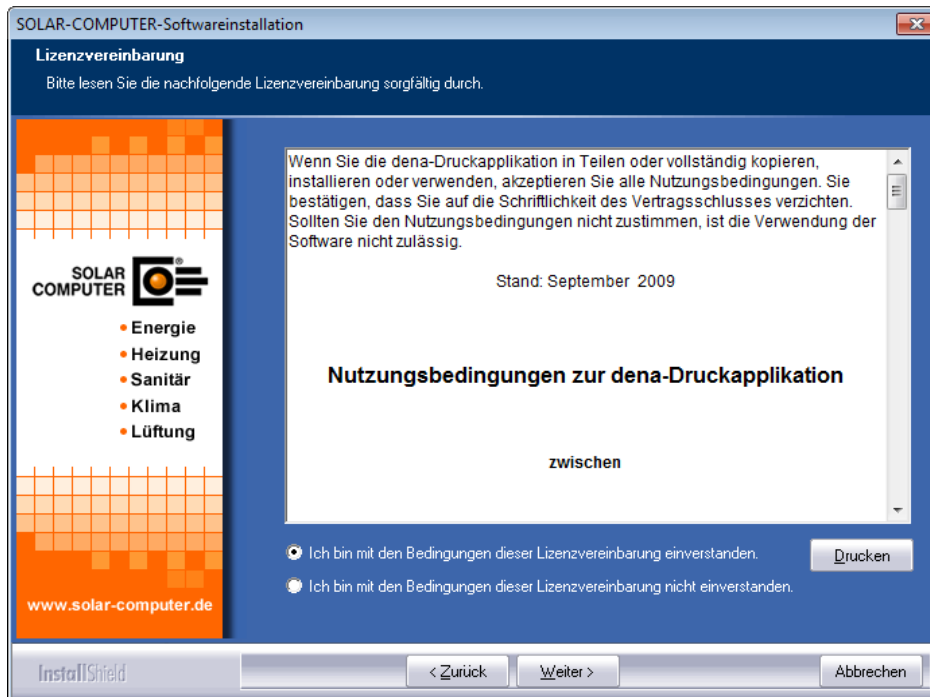 SOLAR-COMPUTER-Softwareinstallation
Lizenzvereinbarung
Bitte lesen Sie die nachfolgende Lizenzvereinbarung sorgfältig durch.
SOLAR
COMPUTER
®
• Energie
• Heizung
• Sanitär
• Klima
• Lüftung
www.solar-computer.de
Wenn Sie die dena-Druckapplikation in Teilen oder vollständig kopieren,
installieren oder verwenden, akzeptieren Sie alle Nutzungsbedingungen. Sie
bestätigen, dass Sie auf die Schriftlichkeit des Vertragsschlusses verzichten.
Sollten Sie den Nutzungsbedingungen nicht zustimmen, ist die Verwendung der
Software nicht zulässig.
Stand: September 2009
Nutzungsbedingungen zur dena-Druckapplikation
zwischen
Ich bin mit den Bedingungen dieser Lizenzvereinbarung einverstanden.
Drucken
Ich bin mit den Bedingungen dieser Lizenzvereinbarung nicht einverstanden.
InstallShield
< Zurück
Weiter >
Abbrechen